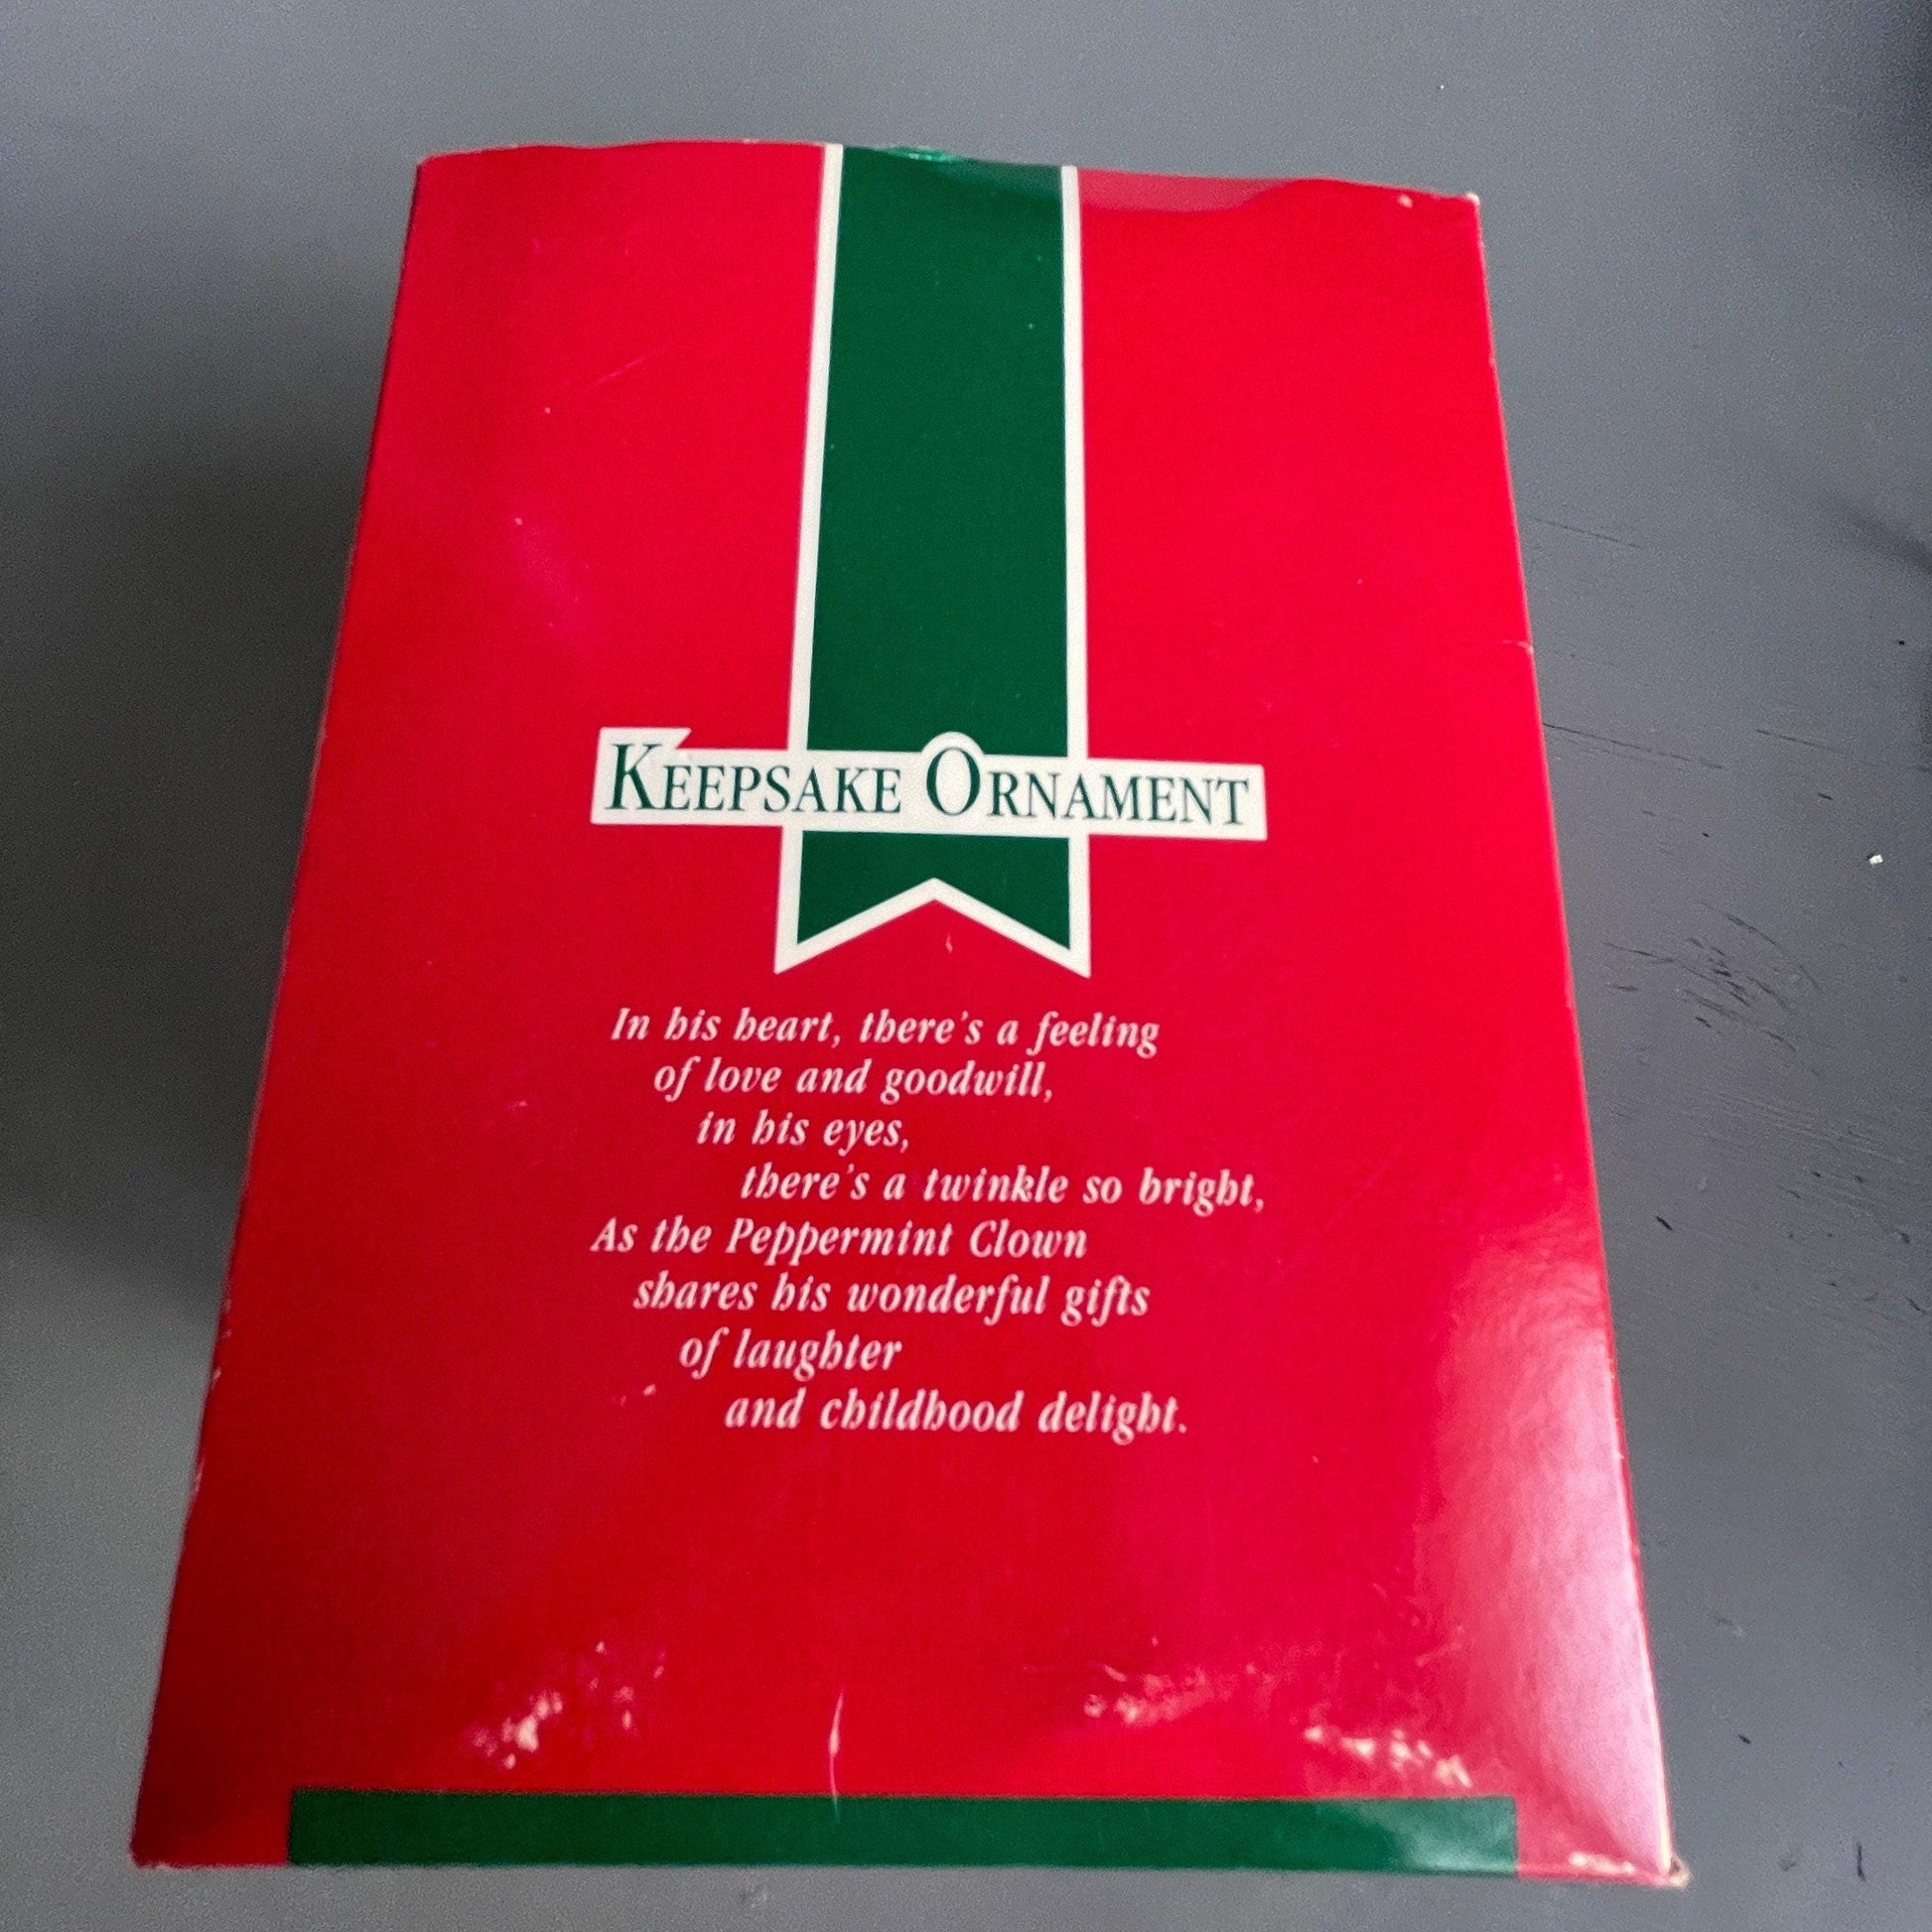 KEEPSAKE ORNAMENT
In his heart, there's a feeling
of love and goodwill,
in his eyes,
there's a twinkle so bright,
As the Peppermint Clown
shares his wonderful gifts
of laughter
and childhood delight.